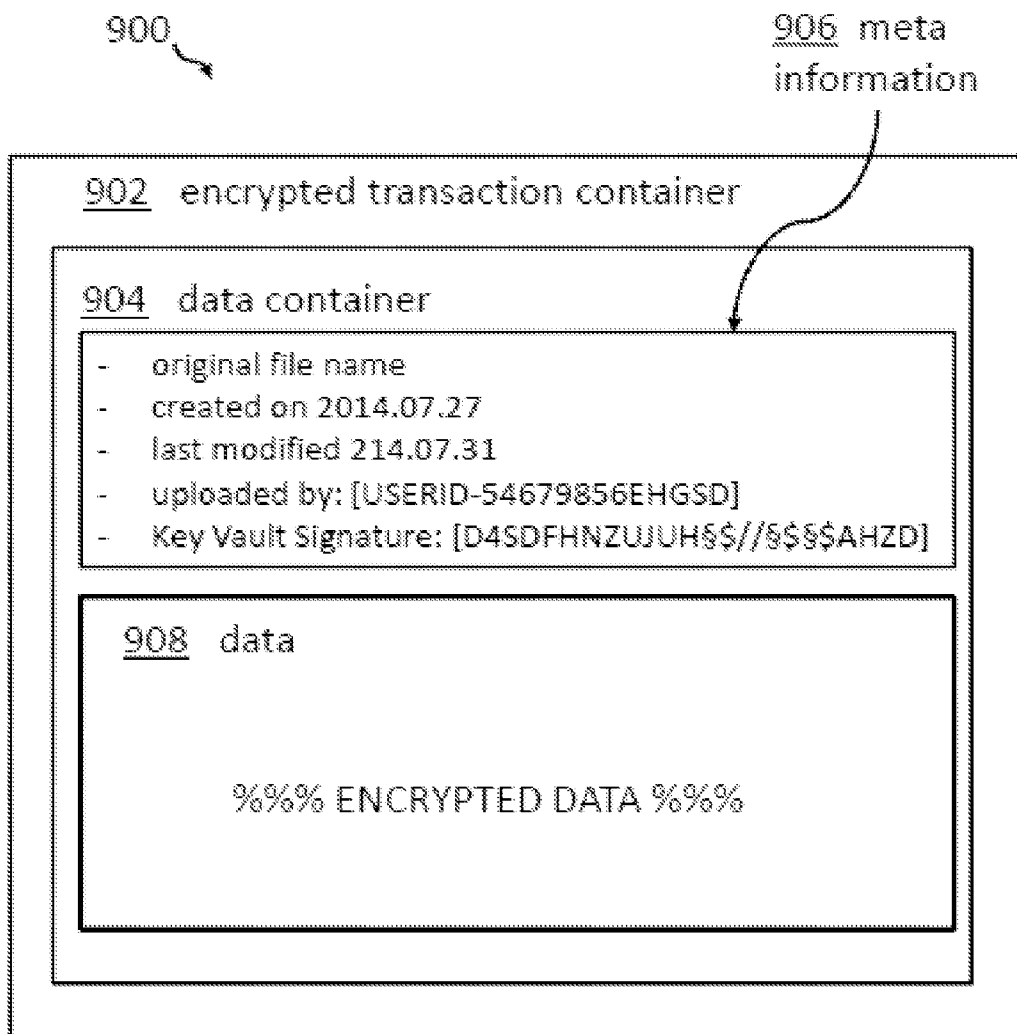 900
906 meta
information
902 encrypted transaction container
904 data container
- original file name
- created on 2014.07.27
- last modified 214.07.31
- uploaded by: [USERID-54679856EHGSD]
- Key Vault Signature: [D4SDFHNZUJUH§$//§$§$AHZD]
908 data
%%% ENCRYPTED DATA %%%